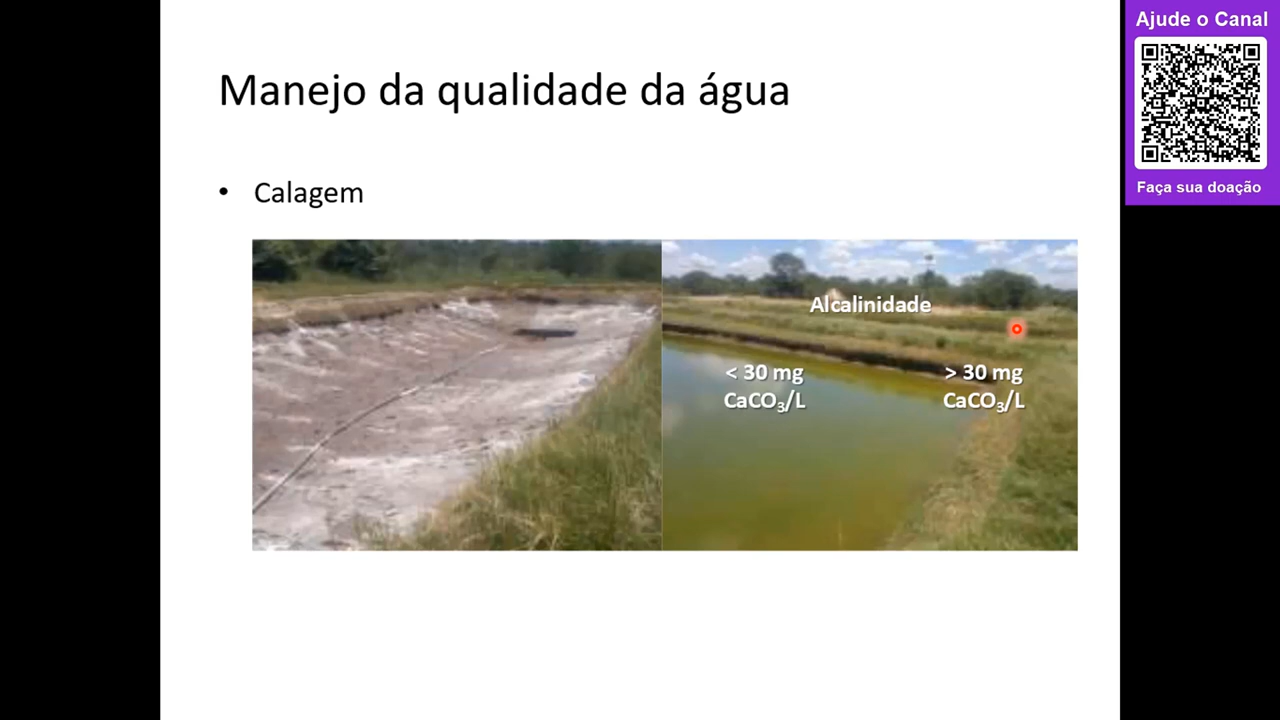 Manejo da qualidade da água
• Calagem
Alcalinidade
< 30 mg
CaCO₃/L
> 30 mg
CaCO₃/L
Ajude o Canal
Faça sua doação